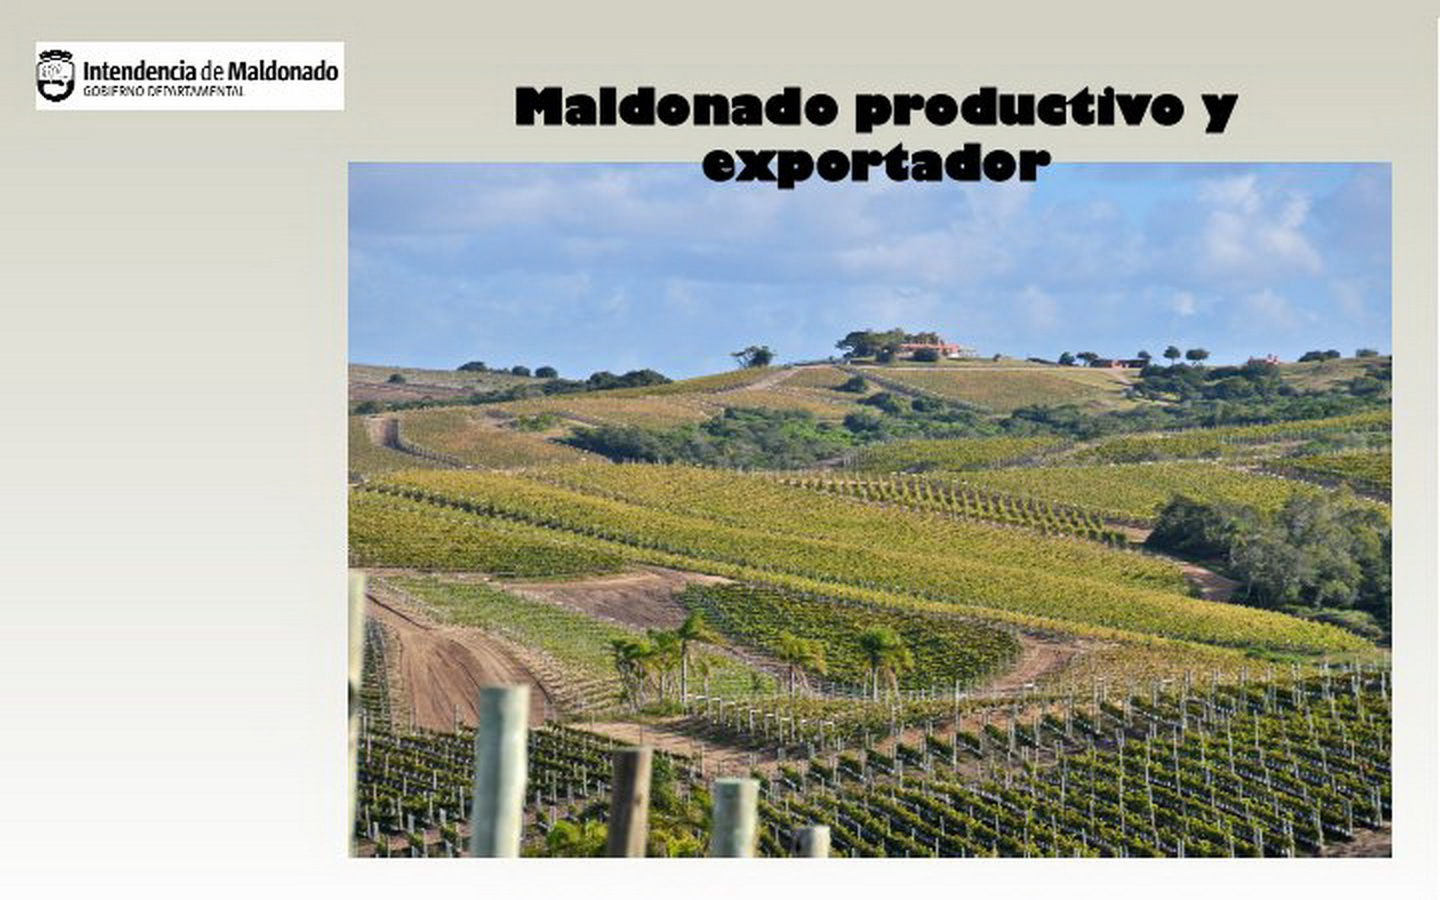 Intendencia de Maldonado
GOBIERNO DEPARTAMENTAL
Maldonado productivo y
exportador